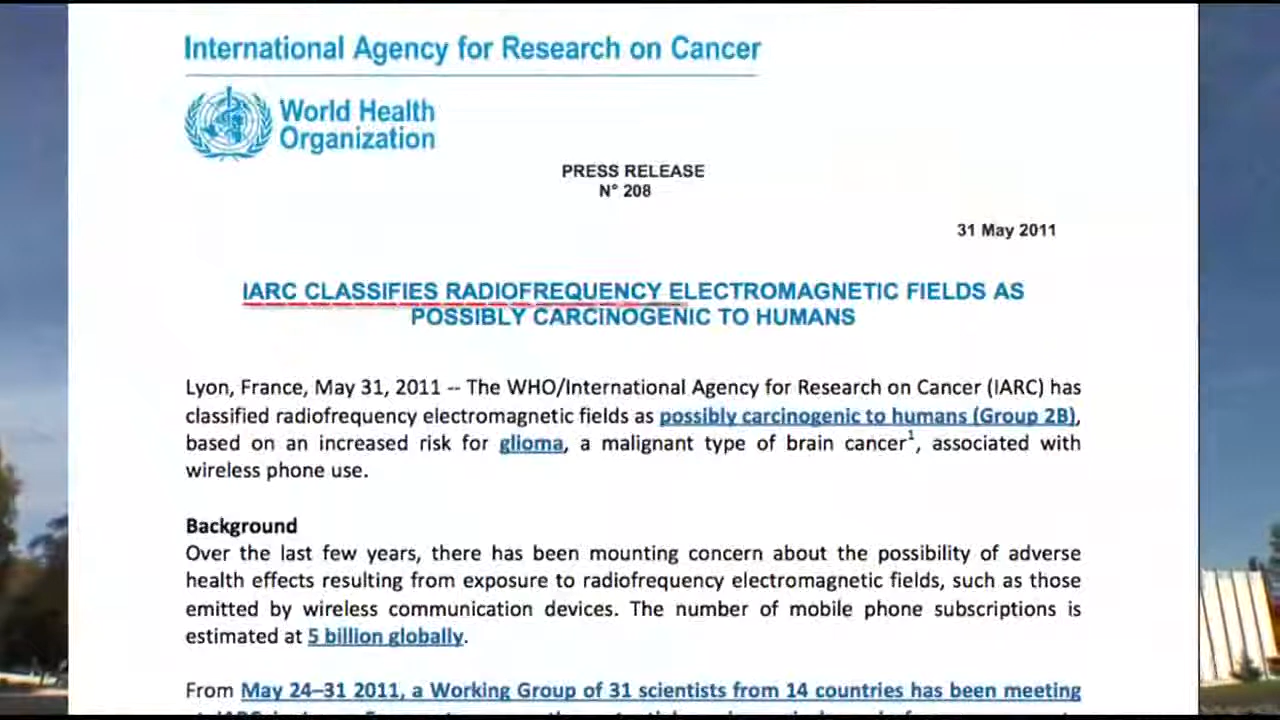 International Agency for Research on Cancer
World Health
Organization
PRESS RELEASE
N° 208
31 May 2011
IARC CLASSIFIES RADIOFREQUENCY ELECTROMAGNETIC FIELDS AS
POSSIBLY CARCINOGENIC TO HUMANS
Lyon, France, May 31, 2011 -- The WHO/International Agency for Research on Cancer (IARC) has
classified radiofrequency electromagnetic fields as possibly carcinogenic to humans (Group 2B),
based on an increased risk for glioma, a malignant type of brain cancer¹, associated with
wireless phone use.
Background
Over the last few years, there has been mounting concern about the possibility of adverse
health effects resulting from exposure to radiofrequency electromagnetic fields, such as those
emitted by wireless communication devices. The number of mobile phone subscriptions is
estimated at 5 billion globally.
From May 24–31 2011, a Working Group of 31 scientists from 14 countries has been meeting